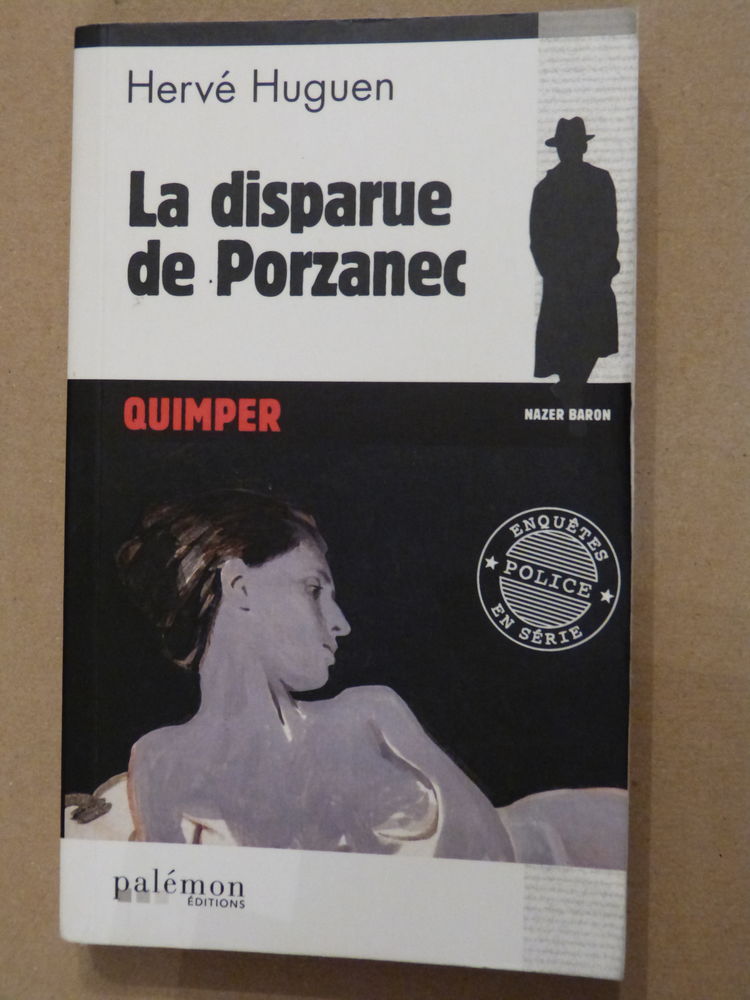 Hervé Huguen
La disparue
de Porzanec
QUIMPER
NAZER BARON
ENQUÊTES
POLICE
EN SÉRIE
palémon
ÉDITIONS